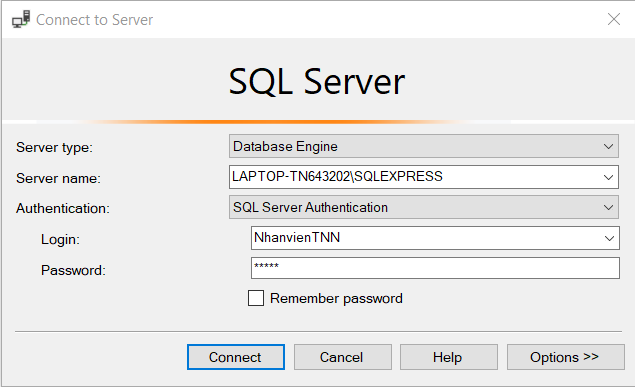 Connect to Server
SQL Server
Server type: Database Engine
Server name: LAPTOP-TN643202\SQLEXPRESS
Authentication: SQL Server Authentication
Login: NhanvienTNN
Password: *****
Remember password
Connect Cancel Help Options >>